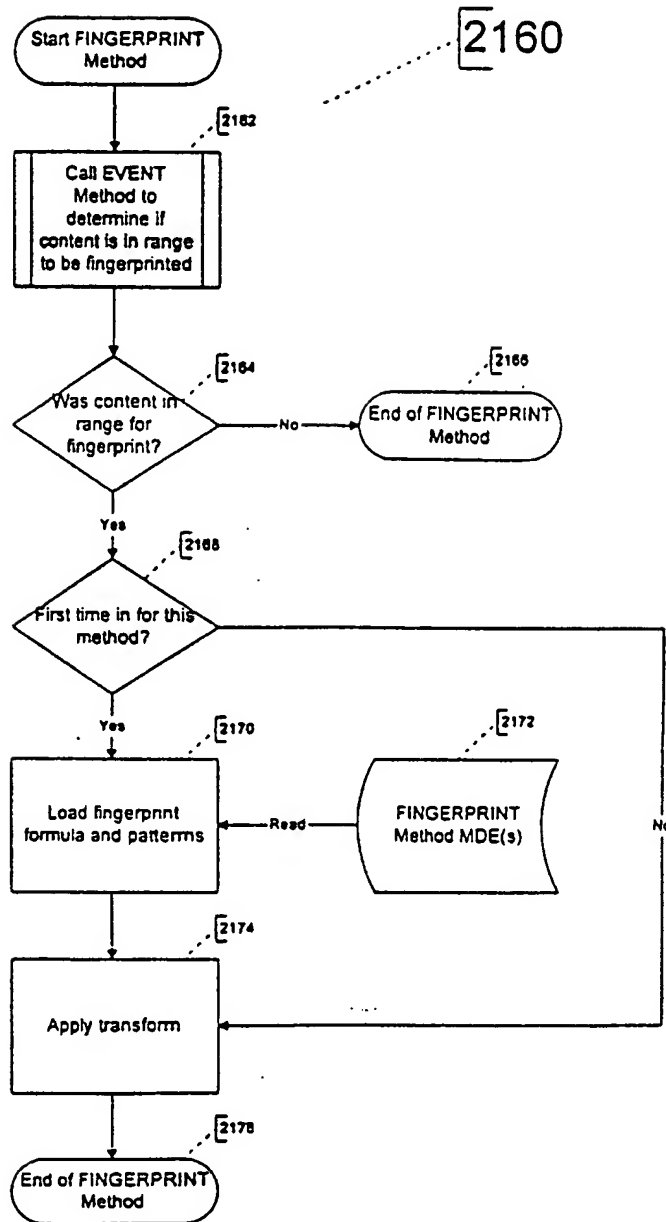 Start FINGERPRINT
Method
2160
2162
Call EVENT
Method to
determine if
content is in range
to be fingerprinted
2164
Was content in
range for
fingerprint?
No
2166
End of FINGERPRINT
Method
Yes
2168
First time in for this
method?
Yes
2170
Load fingerprint
formula and patterns
Read
2172
FINGERPRINT
Method MDE(s)
No
2174
Apply transform
2178
End of FINGERPRINT
Method